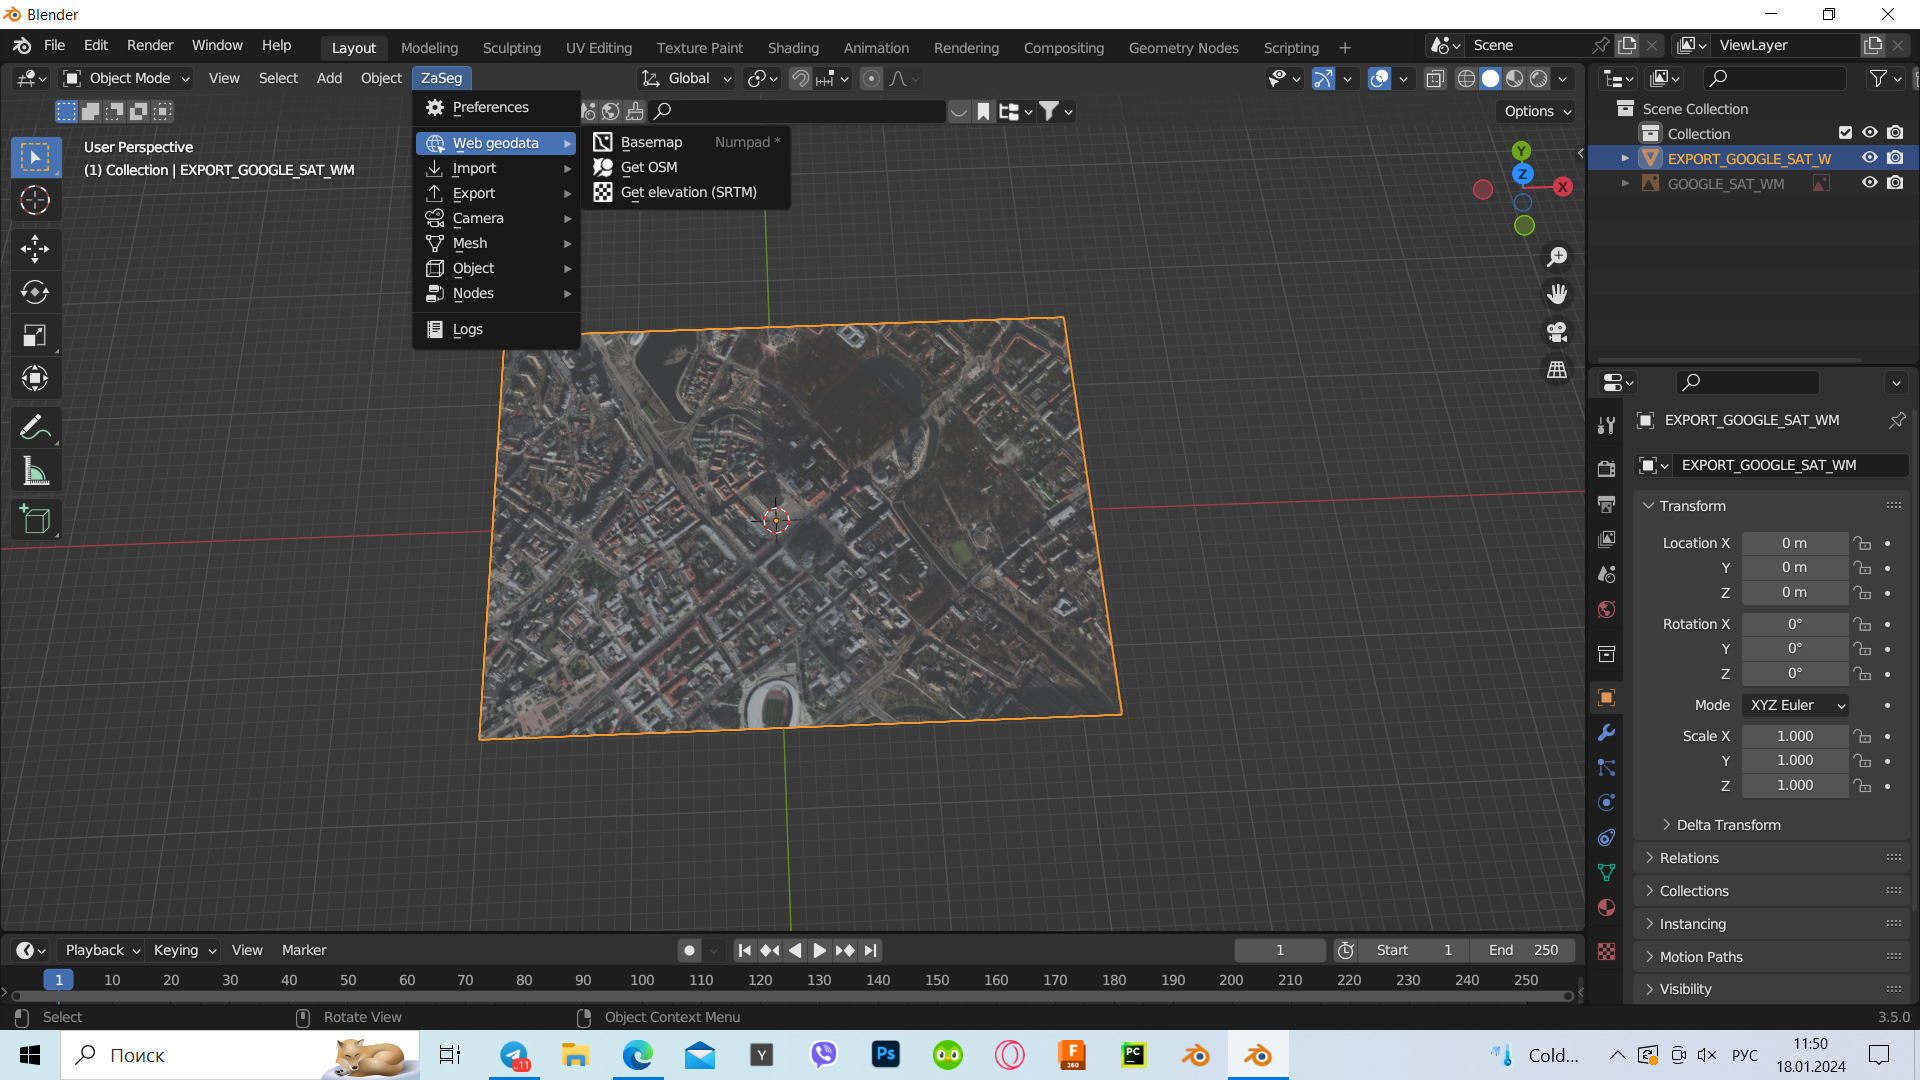 Blender
File Edit Render Window Help
Layout Modeling Sculpting UV Editing Texture Paint Shading Animation Rendering Compositing Geometry Nodes Scripting +
Scene
ViewLayer
Object Mode View Select Add Object ZaSeg
Global
Options
User Perspective
(1) Collection | EXPORT_GOOGLE_SAT_WM
Preferences
Web geodata
Import
Export
Camera
Mesh
Object
Nodes
Logs
Basemap Numpad *
Get OSM
Get elevation (SRTM)
Y
Z
X
Scene Collection
Collection
EXPORT_GOOGLE_SAT_W
GOOGLE_SAT_WM
EXPORT_GOOGLE_SAT_WM
EXPORT_GOOGLE_SAT_WM
Transform
Location X 0 m
Y 0 m
Z 0 m
Rotation X 0°
Y 0°
Z 0°
Mode XYZ Euler
Scale X 1.000
Y 1.000
Z 1.000
Delta Transform
Relations
Collections
Instancing
Motion Paths
Visibility
Playback Keying View Marker
1 Start 1 End 250
1 10 20 30 40 50 60 70 80 90 100 110 120 130 140 150 160 170 180 190 200 210 220 230 240 250
Select Rotate View Object Context Menu 3.5.0
Поиск
..11
Y
Ps
F
360
PC
Cold...
РУС
11:50
18.01.2024